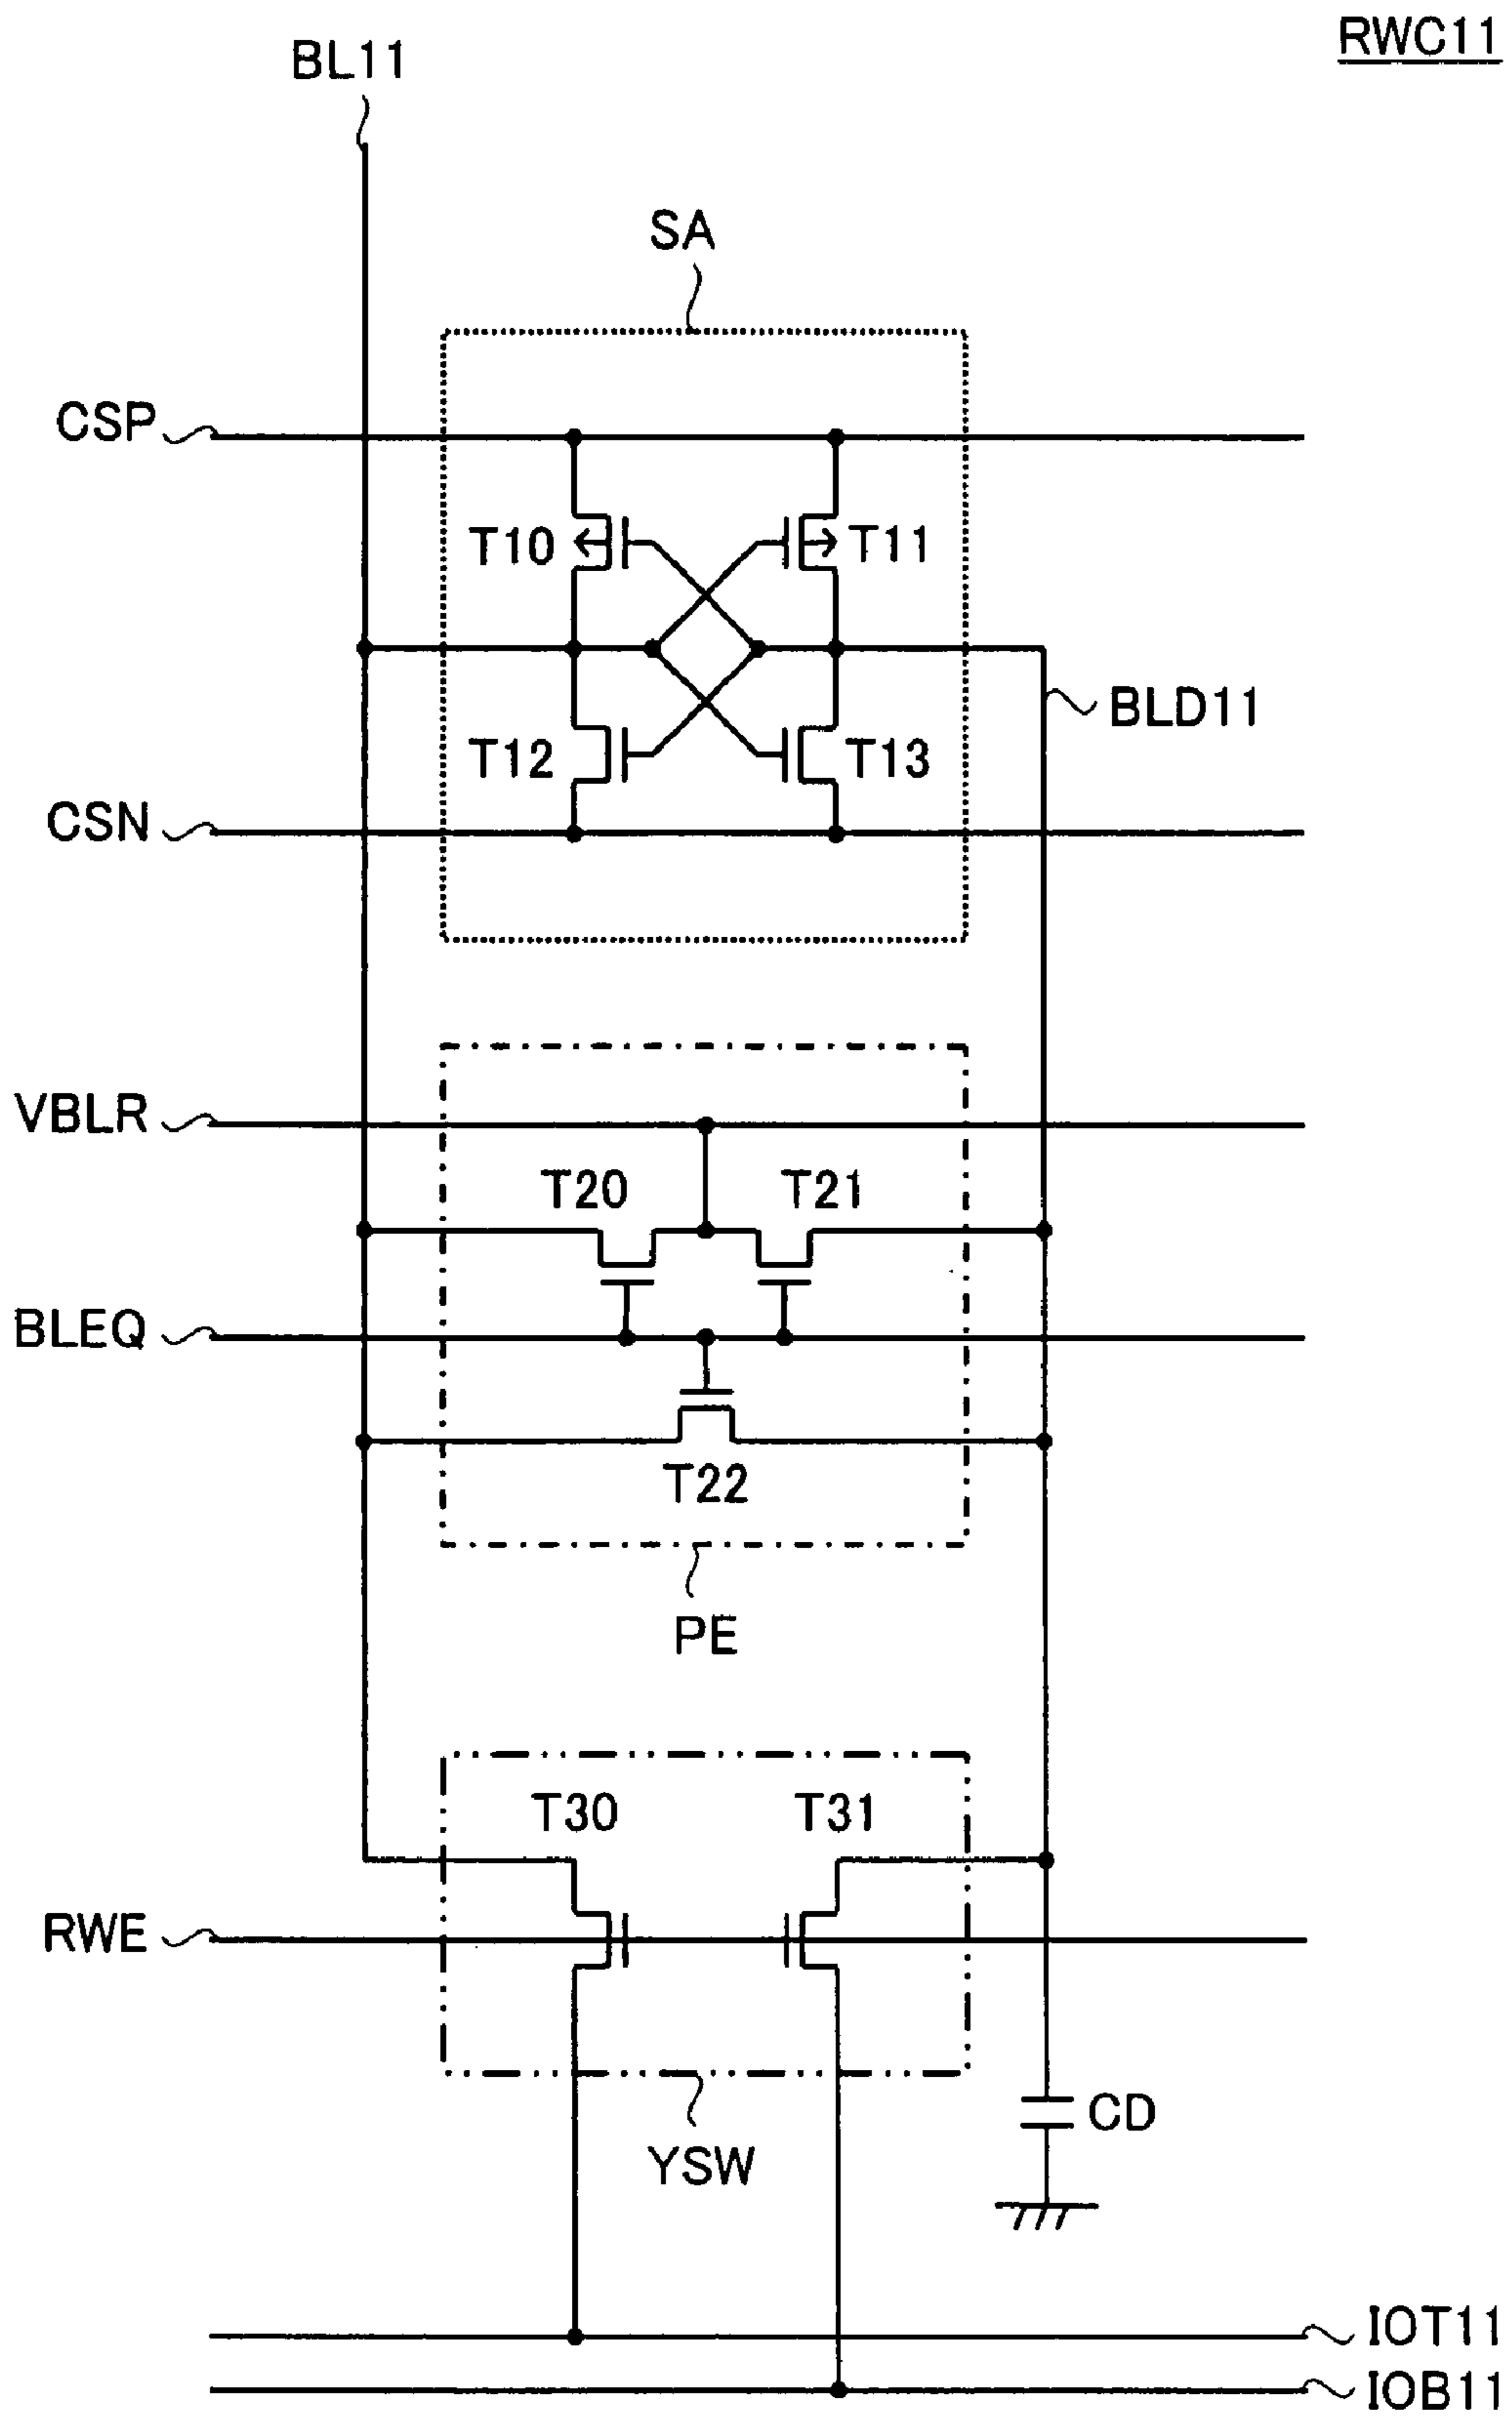 RWC11
BL11
SA
CSP
T10
T11
BLD11
T12
T13
CSN
VBLR
T20
T21
BLEQ
T22
PE
T30
T31
RWE
CD
YSW
IOT11
IOB11